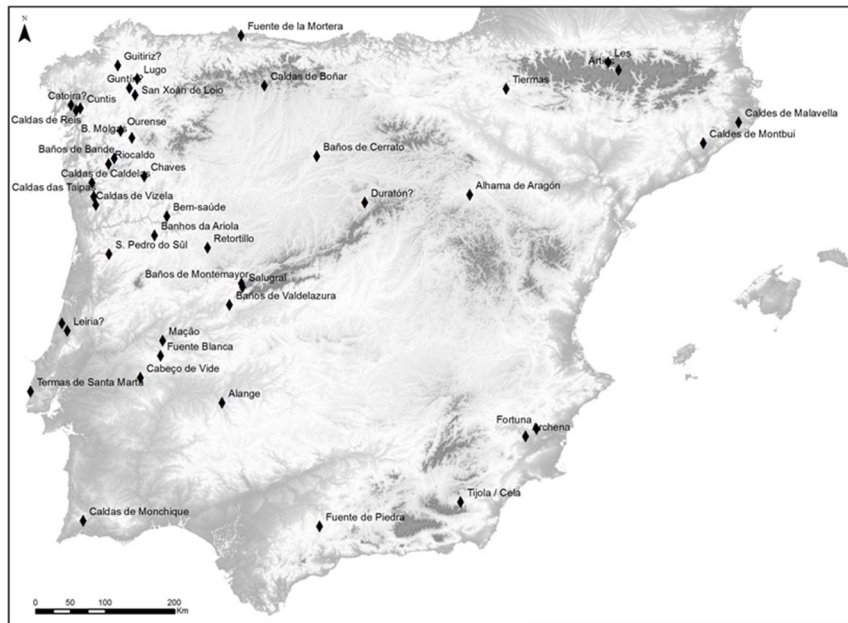 N
Fuente de la Mortera
Guitiriz?
Lugo
Guntín?
San Xoán de Loio
Caldas de Boñar
Les
Arties
Tiermas
Catoira?
Cuntis
Caldas de Reis
B. Molgas
Ourense
Caldes de Malavella
Caldes de Montbui
Baños de Bande
Riocaldo
Baños de Cerrato
Caldas de Caldelas
Chaves
Caldas das Taipas
Caldas de Vizela
Duratón?
Alhama de Aragón
Bem-saúde
Banhos da Ariola
S. Pedro do Sûl
Retortillo
Baños de Montemayor
Salugral
Baños de Valdelazura
Leiria?
Mação
Fuente Blanca
Cabeço de Vide
Termas de Santa Marta
Alange
Fortuna
Archena
Tijola / Cela
Caldas de Monchique
Fuente de Piedra
0 50 100 200
Km